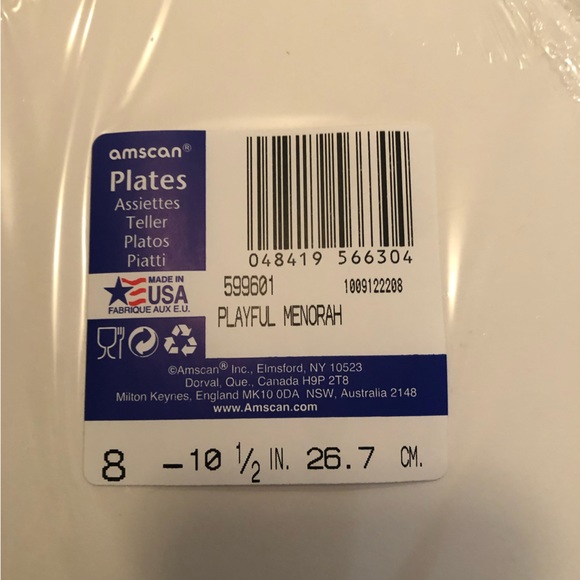 amscan®
Plates
Assiettes
Teller
Platos
Piatti
MADE IN
USA
FABRIQUE AUX E.U.
048419 566304
599601 1009122208
PLAYFUL MENORAH
©Amscan® Inc., Elmsford, NY 10523
Dorval, Que., Canada H9P 2T8
Milton Keynes, England MK10 0DA NSW, Australia 2148
www.Amscan.com
8 – 10 1/2 IN. 26.7 CM.